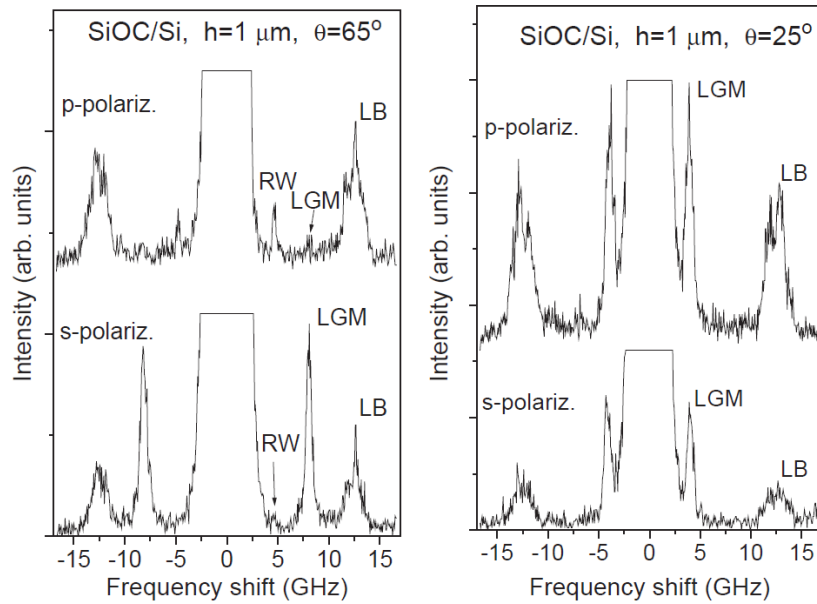 SiOC/Si, h=1 μm, θ=65°
p-polariz.
LB
RW
LGM
s-polariz.
LGM
RW
LB
Intensity (arb. units)
-15 -10 -5 0 5 10 15
Frequency shift (GHz)
SiOC/Si, h=1 μm, θ=25°
LGM
p-polariz.
LB
s-polariz.
LGM
LB
Intensity (arb. units)
-15 -10 -5 0 5 10 15
Frequency shift (GHz)